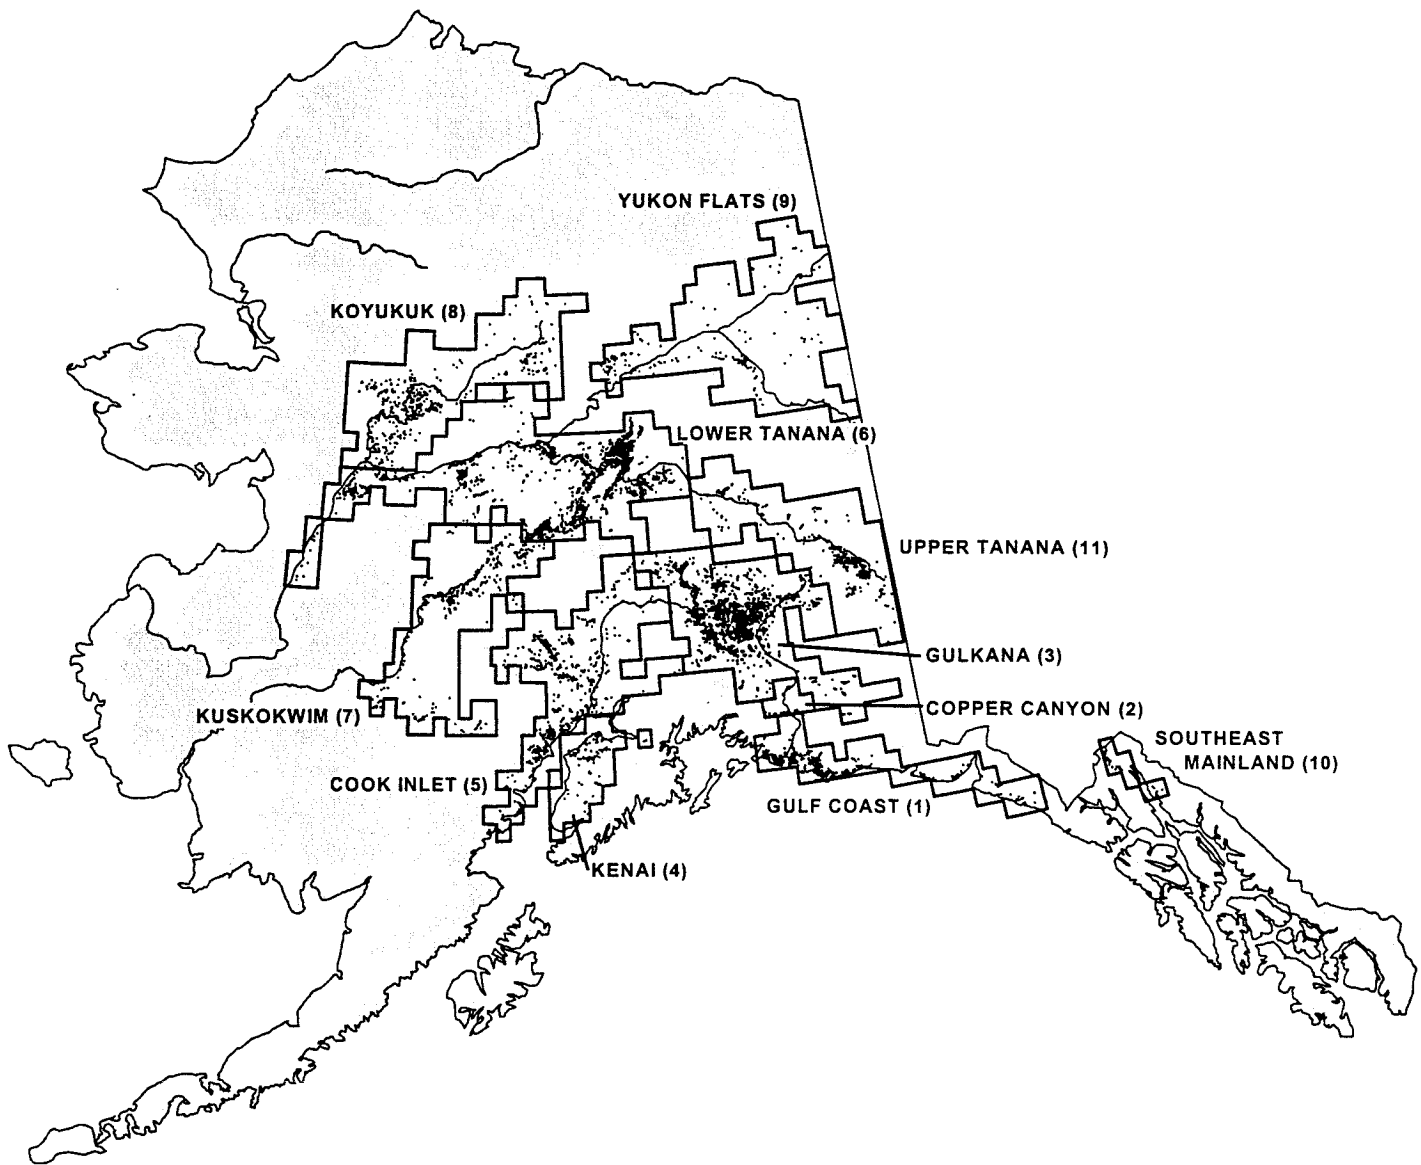 YUKON FLATS (9)
KOYUKUK (8)
LOWER TANANA (6)
UPPER TANANA (11)
GULKANA (3)
COPPER CANYON (2)
KUSKOKWIM (7)
SOUTHEAST
MAINLAND (10)
COOK INLET (5)
GULF COAST (1)
KENAI (4)